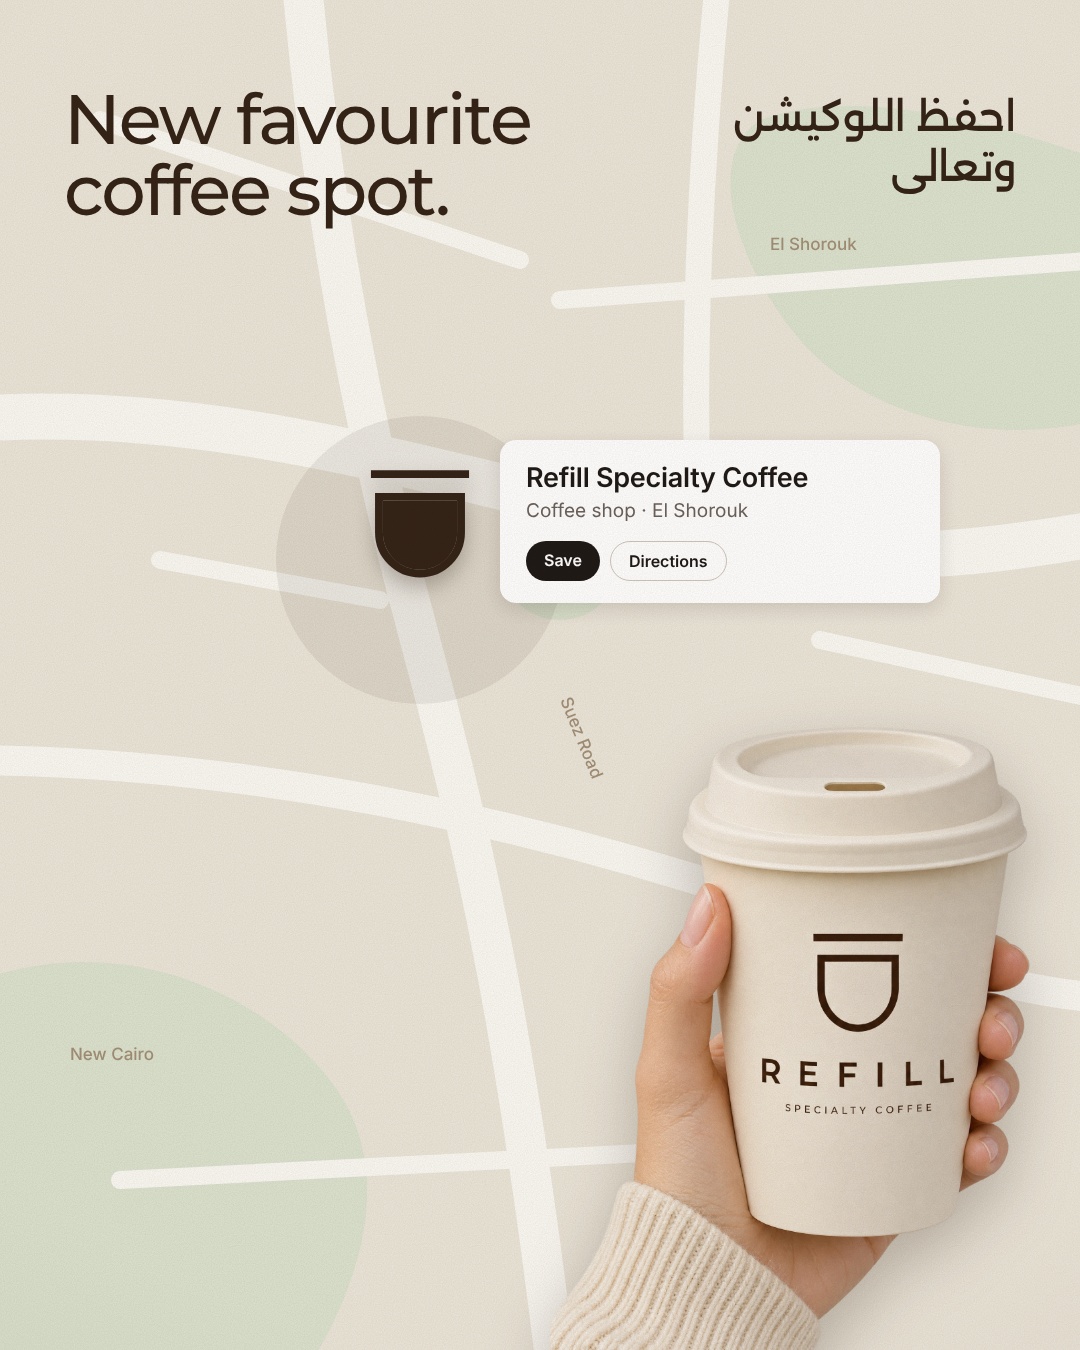 New favourite
coffee spot.
احفظ اللوكيشن
وتعالى
El Shorouk
Refill Specialty Coffee
Coffee shop · El Shorouk
Save
Directions
Suez Road
New Cairo
REFILL
SPECIALTY COFFEE